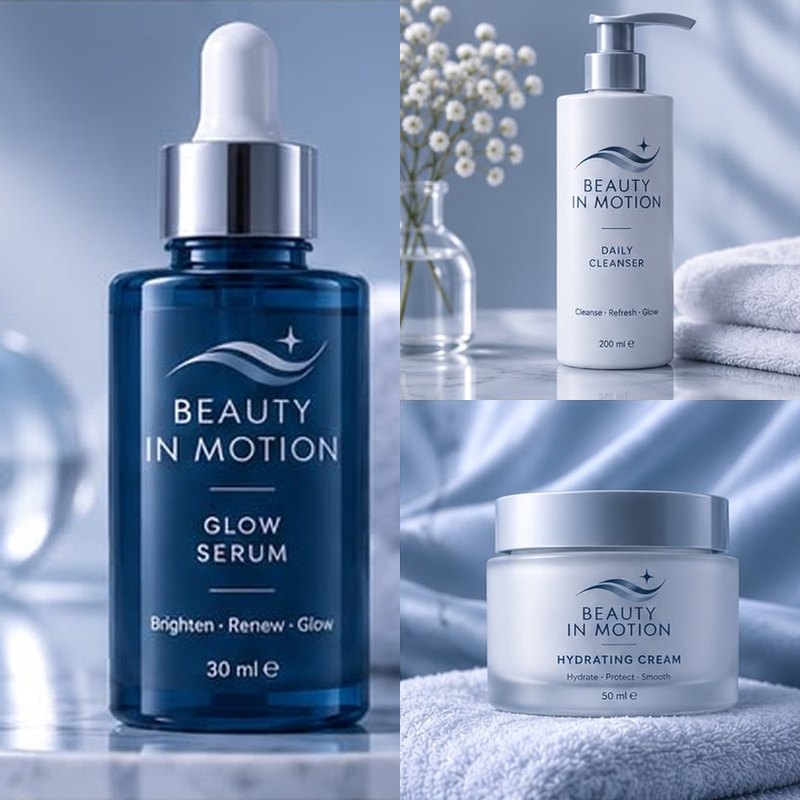 BEAUTY
IN MOTION
GLOW
SERUM
Brighten · Renew · Glow
30 ml ℮
BEAUTY
IN MOTION
DAILY
CLEANSER
Cleanse · Refresh · Glow
200 ml ℮
BEAUTY
IN MOTION
HYDRATING CREAM
Hydrate · Protect · Smooth
50 ml ℮